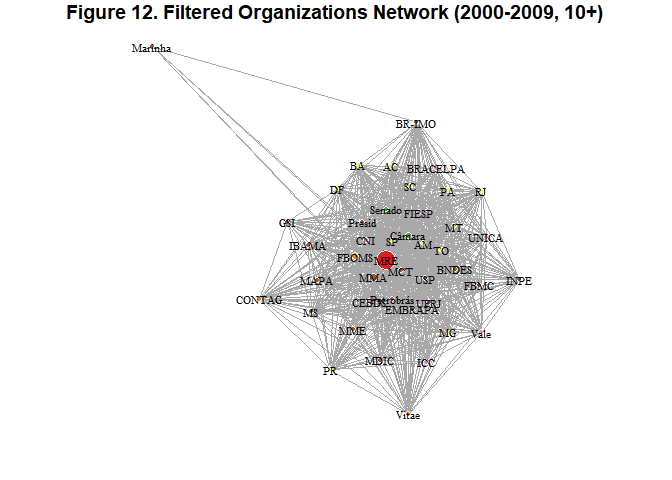 Figure 12. Filtered Organizations Network (2000-2009, 10+)
Marinha
BR-IMO
BA
AC
BRACELPA
DF
SC
PA
RJ
Senado
FIESP
GSI
Presid
MT
CNI
SP
Câmara
UNICA
IBAMA
AM
TO
FBOMS
MRE
MCT
BNDES
MAPA
MMA
USP
FBMC
INPE
CONTAG
CEBDS
Petrobrás
UFRJ
MS
EMBRAPA
MME
MG
Vale
PR
MDIC
ICC
Vitae